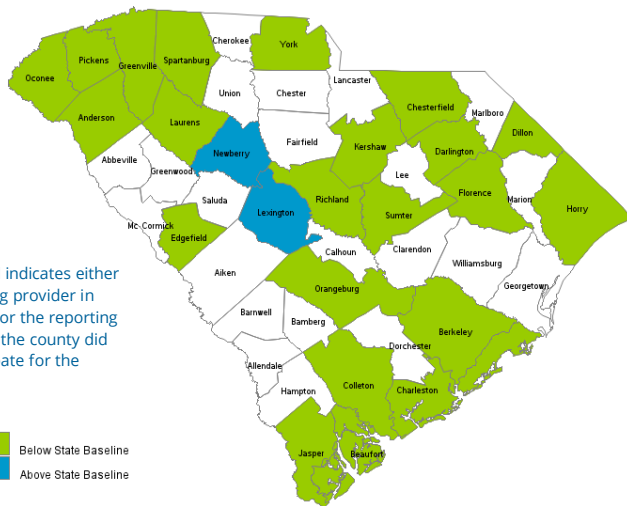 Cherokee
York
Spartanburg
Pickens
Greenville
Oconee
Lancaster
Union
Chester
Chesterfield
Marlboro
Anderson
Laurens
Dillon
Fairfield
Kershaw
Darlington
Newberry
Abbeville
Greenwood
Lee
Florence
Marion
Saluda
Richland
Horry
Lexington
Sumter
Mc Cormick
Edgefield
Calhoun
Clarendon
Williamsburg
Aiken
Georgetown
Orangeburg
Barnwell
Bamberg
Berkeley
Dorchester
Allendale
Hampton
Colleton
Charleston
Jasper
Beaufort
indicates either
g provider in
or the reporting
the county did
ate for the
Below State Baseline
Above State Baseline